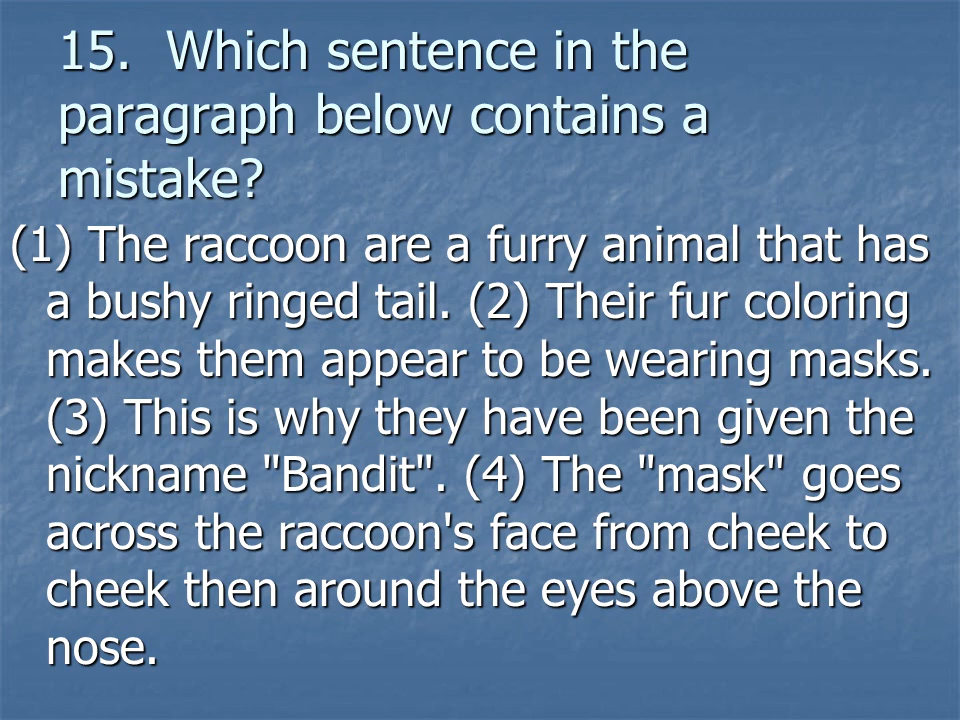 15.  Which sentence in the
paragraph below contains a
mistake?
(1) The raccoon are a furry animal that has
a bushy ringed tail. (2) Their fur coloring
makes them appear to be wearing masks.
(3) This is why they have been given the
nickname "Bandit". (4) The "mask" goes
across the raccoon's face from cheek to
cheek then around the eyes above the
nose.